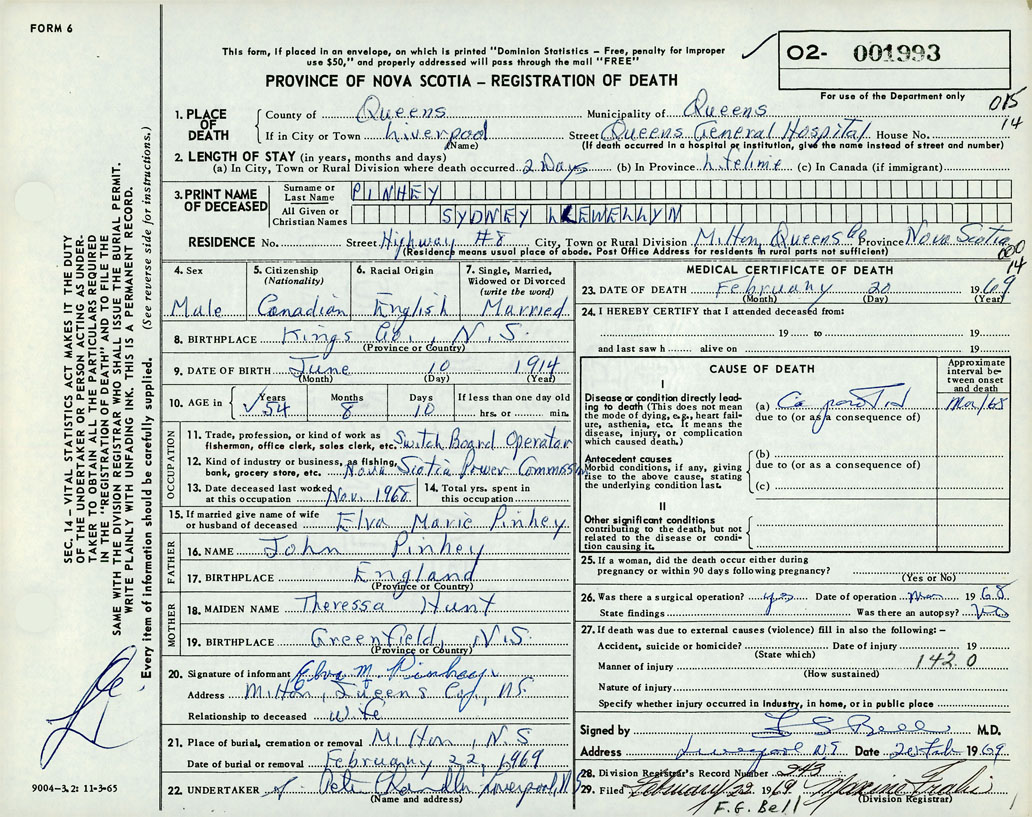 FORM 6
This form, if placed in an envelope, on which is printed "Dominion Statistics – Free, penalty for improper
use $50," and properly addressed will pass through the mail "FREE"
O2- 001993
For use of the Department only
PROVINCE OF NOVA SCOTIA – REGISTRATION OF DEATH
015
14
1. PLACE OF DEATH
County of Queens Municipality of Queens
If in City or Town Liverpool Street Queens General Hospital House No.
(Name) (If death occurred in a hospital or institution, give the name instead of street and number)
2. LENGTH OF STAY (in years, months and days)
(a) In City, Town or Rural Division where death occurred 2 Days (b) In Province Lifetime (c) In Canada (if immigrant)
3. PRINT NAME OF DECEASED
Surname or Last Name PINHEY
All Given or Christian Names SYDNEY LLEWELLYN
RESIDENCE No. Street Highway #8 City, Town or Rural Division Milton, Queens Co Province Nova Scotia
(Residence means usual place of abode. Post Office Address for residents in rural parts not sufficient)
14
4. Sex Male
5. Citizenship (Nationality) Canadian
6. Racial Origin English
7. Single, Married, Widowed or Divorced (write the word) Married
8. BIRTHPLACE Kings Co., N.S.
(Province or Country)
9. DATE OF BIRTH June 10 1914
(Month) (Day) (Year)
10. AGE in Years 54 Months 8 Days 10 If less than one day old hrs. or min.
OCCUPATION
11. Trade, profession, or kind of work as fisherman, office clerk, sales clerk, etc. Switch Board Operator
12. Kind of industry or business, as fishing, bank, grocery store, etc. Nova Scotia Power Commission
13. Date deceased last worked at this occupation Nov. 1968 14. Total yrs. spent in this occupation
15. If married give name of wife or husband of deceased Elva Marie Pinhey
FATHER
16. NAME John Pinhey
17. BIRTHPLACE England
(Province or Country)
MOTHER
18. MAIDEN NAME Theressa Hunt
19. BIRTHPLACE Greenfield, N.S.
(Province or Country)
20. Signature of informant Elva M. Pinhey
Address Milton, Queens Co, NS
Relationship to deceased Wife
21. Place of burial, cremation or removal Milton, N S
Date of burial or removal February 22, 1969
22. UNDERTAKER Chandler Liverpool, N S
(Name and address)
MEDICAL CERTIFICATE OF DEATH
23. DATE OF DEATH February 20 1969
(Month) (Day) (Year)
24. I HEREBY CERTIFY that I attended deceased from:
19 to 19
and last saw h alive on 19
CAUSE OF DEATH
Approximate interval between onset and death
I
Disease or condition directly leading to death (This does not mean the mode of dying, e.g., heart failure, asthenia, etc. It means the disease, injury, or complication which caused death.)
(a) Ca parotid Mar/68
due to (or as a consequence of)
Antecedent causes
Morbid conditions, if any, giving rise to the above cause, stating the underlying condition last.
(b)
due to (or as a consequence of)
(c)
II
Other significant conditions
contributing to the death, but not related to the disease or condition causing it.
25. If a woman, did the death occur either during pregnancy or within 90 days following pregnancy?
(Yes or No)
26. Was there a surgical operation? yes Date of operation Mar 1968
State findings Was there an autopsy?
27. If death was due to external causes (violence) fill in also the following: –
Accident, suicide or homicide? Date of injury 19
(State which)
142.0
Manner of injury
(How sustained)
Nature of injury
Specify whether injury occurred in industry, in home, or in public place
Signed by Bell M.D.
Address Liverpool NS Date 20 Feb 1969
28. Division Registrar's Record Number 243
29. Filed February 22 1969
(Division Registrar)
F.G. Bell
SEC. 14 – VITAL STATISTICS ACT MAKES IT THE DUTY
OF THE UNDERTAKER OR PERSON ACTING AS UNDER-
TAKER TO OBTAIN ALL THE PARTICULARS REQUIRED
IN THE "REGISTRATION OF DEATH" AND TO FILE THE
SAME WITH THE DIVISION REGISTRAR WHO SHALL ISSUE THE BURIAL PERMIT.
WRITE PLAINLY WITH UNFADING INK. THIS IS A PERMANENT RECORD.
Every item of information should be carefully supplied. (See reverse side for instructions.)
9004-3.2: 11-3-65